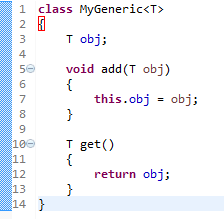 1 class MyGeneric<T>
2 {
3     T obj;
4
5     void add(T obj)
6     {
7         this.obj = obj;
8     }
9
10     T get()
11     {
12         return obj;
13     }
14 }